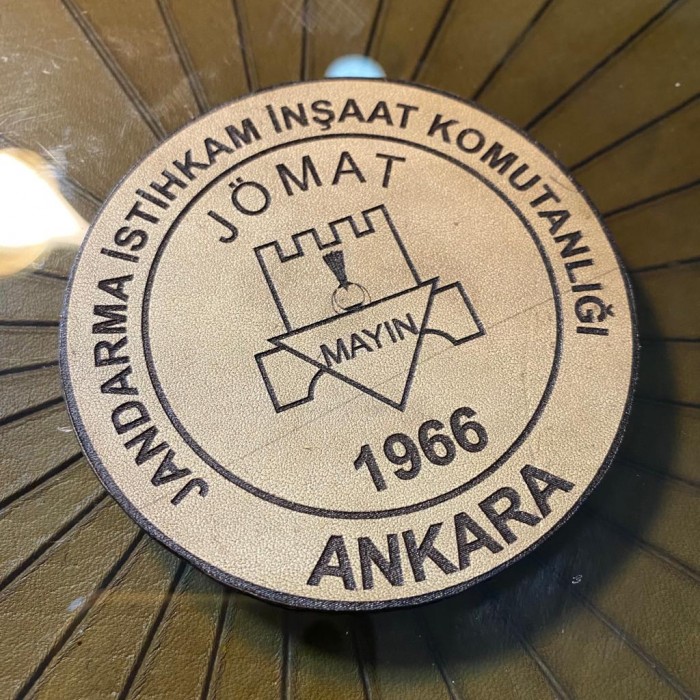 JANDARMA İSTİHKAM İNŞAAT KOMUTANLIĞI
JÖMAT
MAYIN
1966
ANKARA